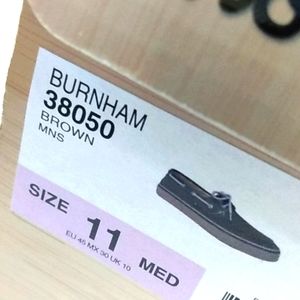 BURNHAM
38050
BROWN
MNS
SIZE 11 MED
EU 45 MX 30 UK 10